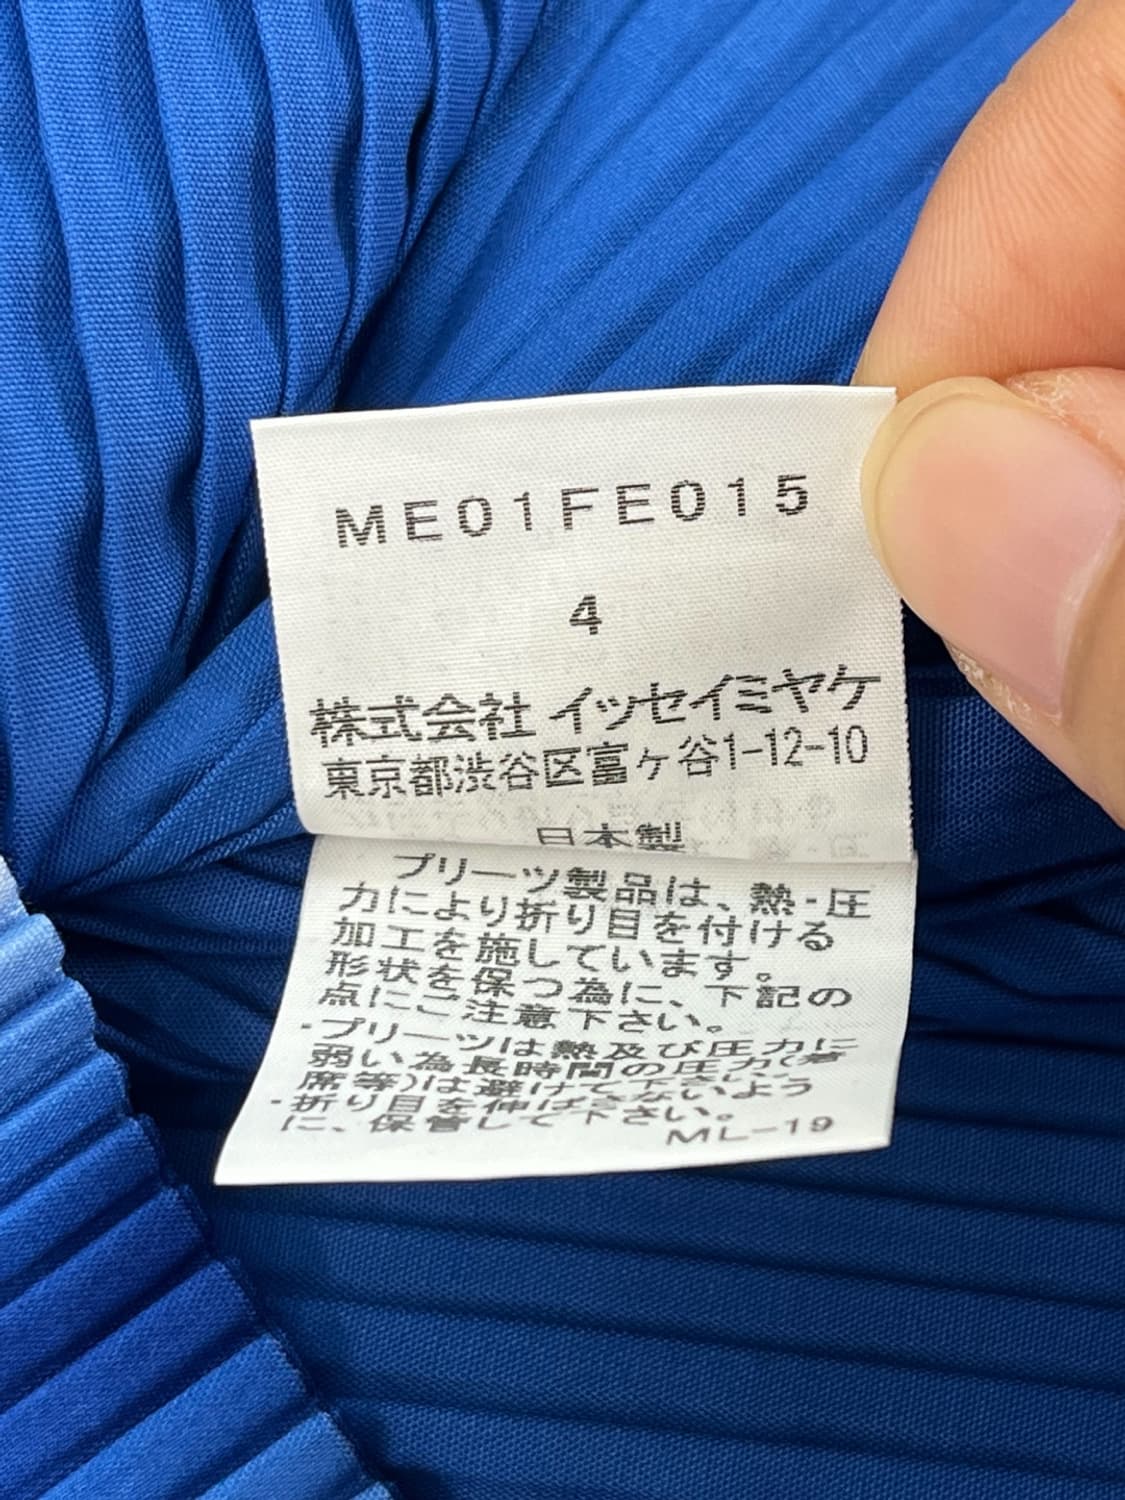 ME01FE015
4
株式会社 イッセイミヤケ
東京都渋谷区富ヶ谷1-12-10
日本製
プリーツ製品は、熱・圧
力により折り目を付ける
加工を施しています。
形状を保つ為に、下記の
点にご注意下さい。
・プリーツは熱及び圧力に
弱い為長時間の圧力(着
席等)は避けて下さい。
・折り目を伸ばさないよう
に、保管して下さい。
ML-19